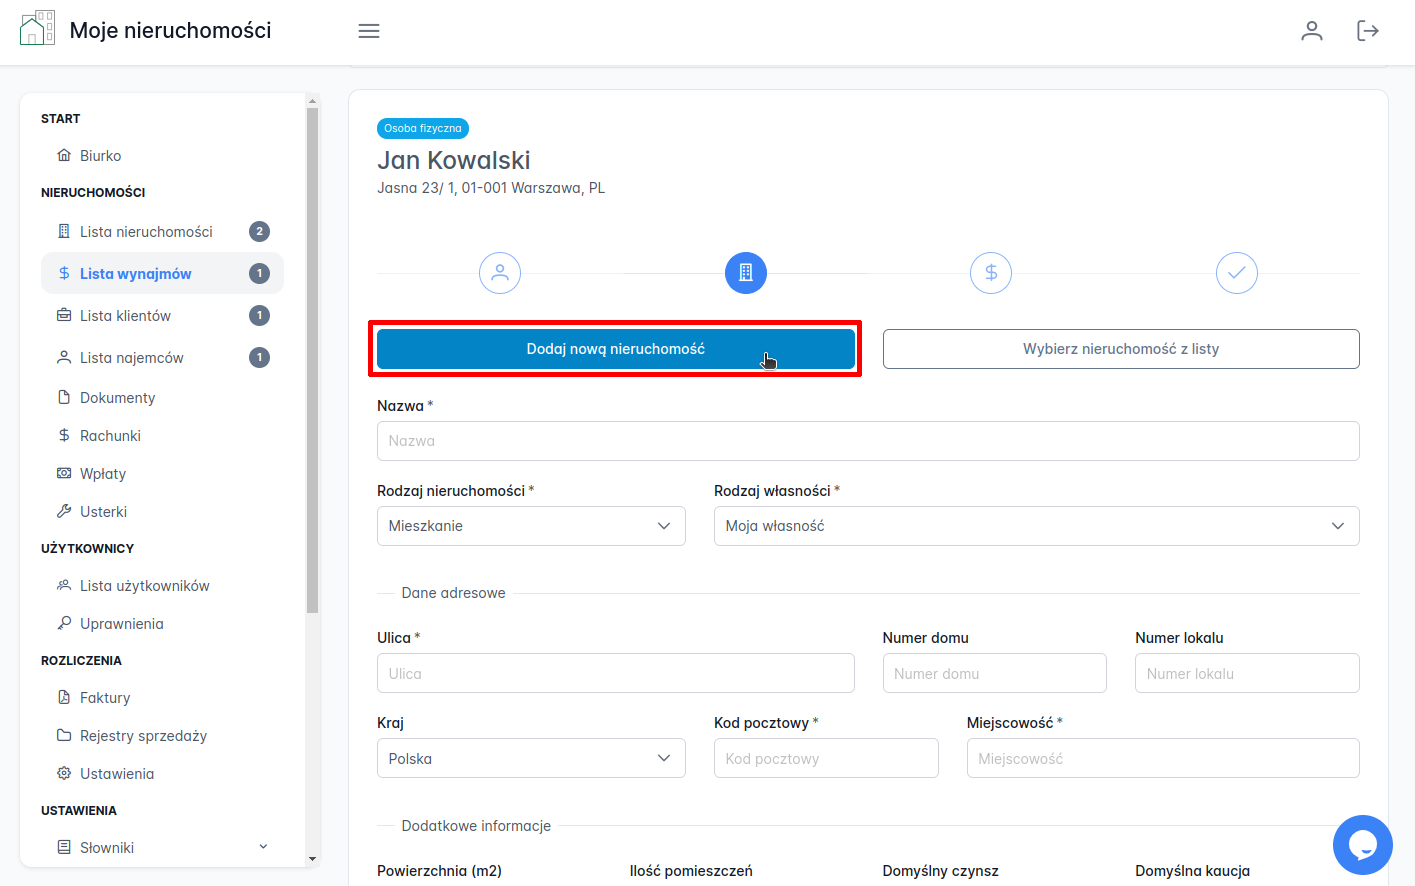 Moje nieruchomości
START
Biurko
NIERUCHOMOŚCI
Lista nieruchomości 2
Lista wynajmów 1
Lista klientów 1
Lista najemców 1
Dokumenty
Rachunki
Wpłaty
Usterki
UŻYTKOWNICY
Lista użytkowników
Uprawnienia
ROZLICZENIA
Faktury
Rejestry sprzedaży
Ustawienia
USTAWIENIA
Słowniki
Osoba fizyczna
Jan Kowalski
Jasna 23/ 1, 01-001 Warszawa, PL
Dodaj nową nieruchomość Wybierz nieruchomość z listy
Nazwa *
Nazwa
Rodzaj nieruchomości * Rodzaj własności *
Mieszkanie Moja własność
Dane adresowe
Ulica * Numer domu Numer lokalu
Ulica Numer domu Numer lokalu
Kraj Kod pocztowy * Miejscowość *
Polska Kod pocztowy Miejscowość
Dodatkowe informacje
Powierzchnia (m2) Ilość pomieszczeń Domyślny czynsz Domyślna kaucja